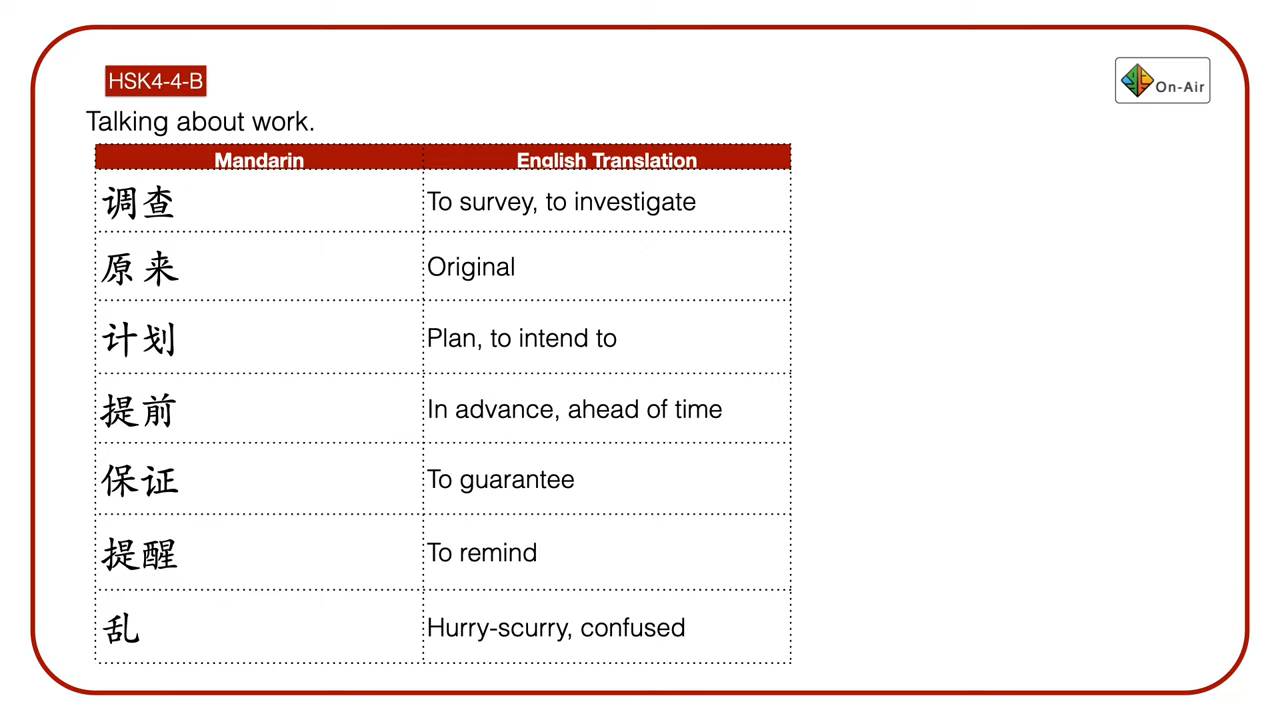 HSK4-4-B
On-Air
Talking about work.
Mandarin English Translation
调查 To survey, to investigate
原来 Original
计划 Plan, to intend to
提前 In advance, ahead of time
保证 To guarantee
提醒 To remind
乱 Hurry-scurry, confused